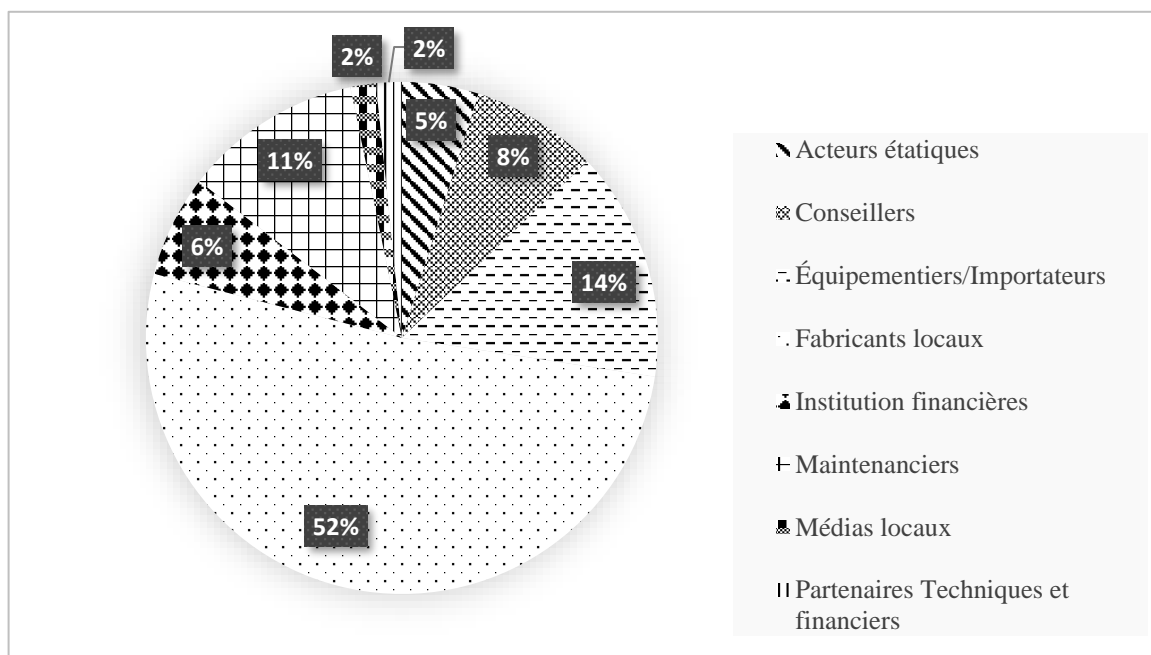 2%
2%
5%
8%
11%
14%
6%
52%
Acteurs étatiques
Conseillers
Équipementiers/Importateurs
Fabricants locaux
Institution financières
Maintenanciers
Médias locaux
Partenaires Techniques et
financiers